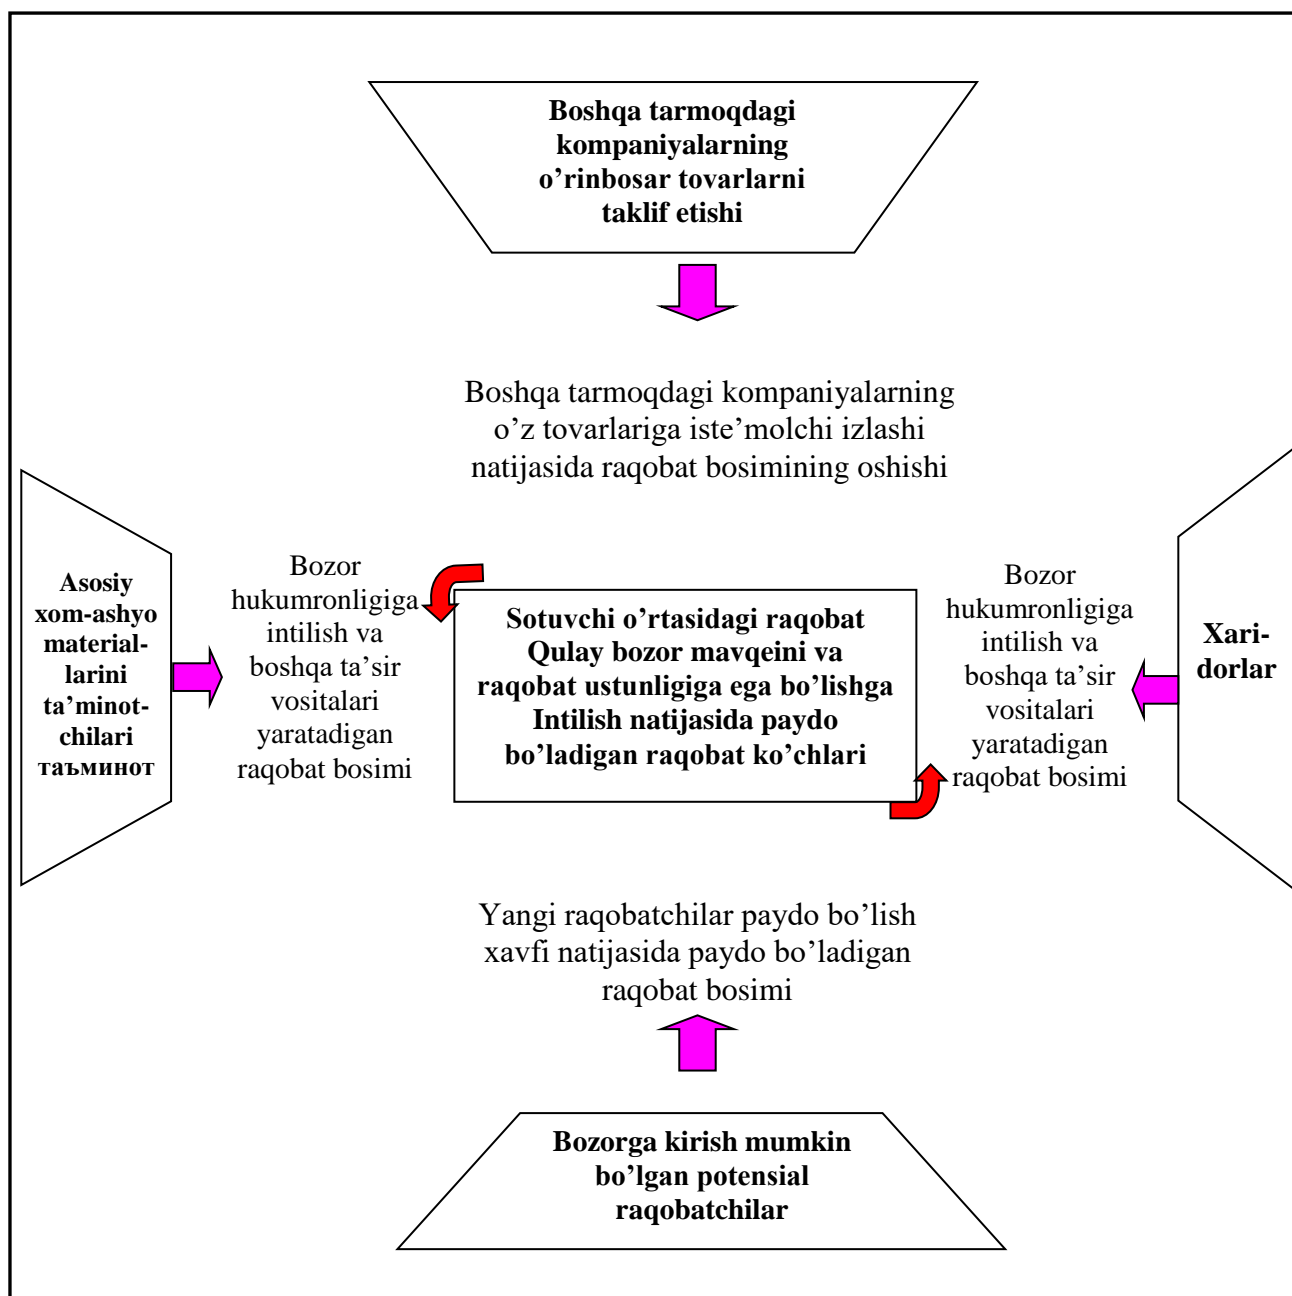 Boshqa tarmoqdagi
kompaniyalarning
o’rinbosar tovarlarni
taklif etishi
Boshqa tarmoqdagi kompaniyalarning
o’z tovarlariga iste’molchi izlashi
natijasida raqobat bosimining oshishi
Asosiy
xom-ashyo
material-
larini
ta’minot-
chilari
таъминот
Bozor
hukumronligiga
intilish va
boshqa ta’sir
vositalari
yaratadigan
raqobat bosimi
Sotuvchi o’rtasidagi raqobat
Qulay bozor mavqeini va
raqobat ustunligiga ega bo’lishga
Intilish natijasida paydo
bo’ladigan raqobat ko’chlari
Bozor
hukumronligiga
intilish va
boshqa ta’sir
vositalari
yaratadigan
raqobat bosimi
Xari-
dorlar
Yangi raqobatchilar paydo bo’lish
xavfi natijasida paydo bo’ladigan
raqobat bosimi
Bozorga kirish mumkin
bo’lgan potensial
raqobatchilar